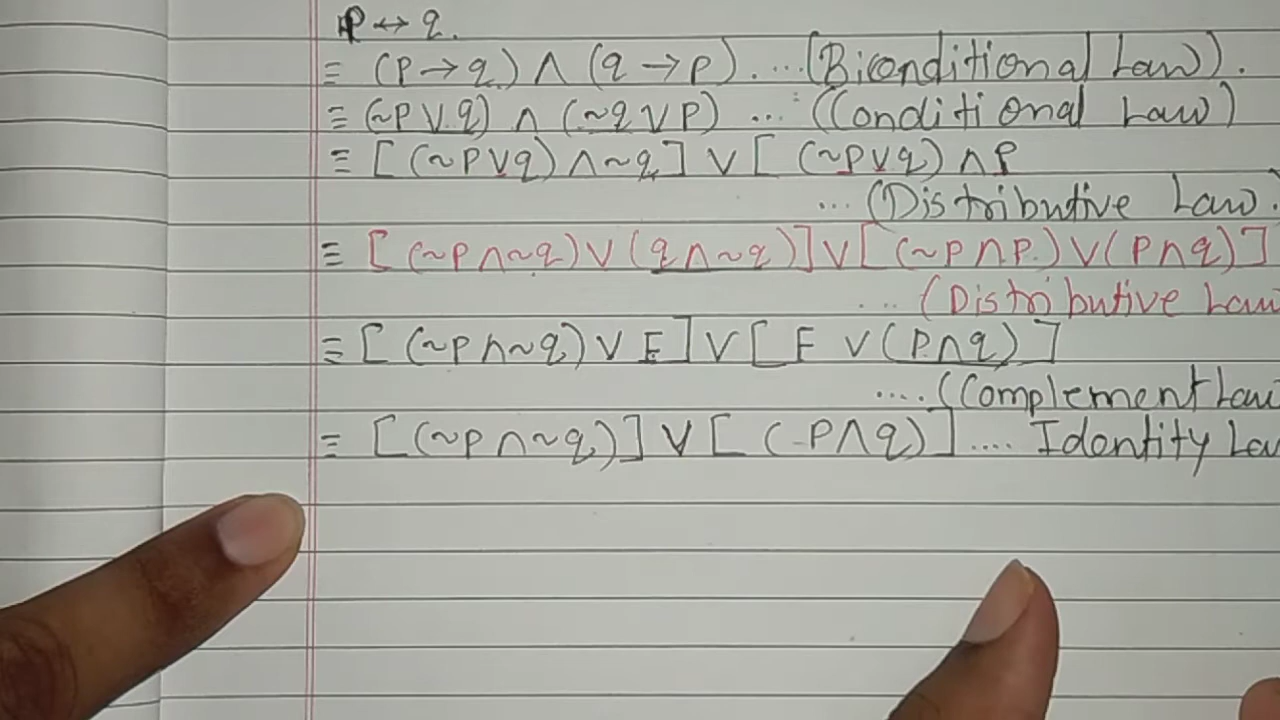 P ↔ q.
≡ (P → q) ∧ (q → p). ...(Biconditional Law).
≡ (~P ∨ q) ∧ (~q ∨ P) ... (Conditional Law)
≡ [(~P ∨ q) ∧ ~q] ∨ [(~P ∨ q) ∧ P
... (Distributive Law.
≡ [(~P ∧ ~q) ∨ (q ∧ ~q)] ∨ [(~P ∧ P) ∨ (P ∧ q)]
... (Distributive Law
≡ [(~P ∧ ~q) ∨ F] ∨ [F ∨ (P ∧ q)]
.... (Complement Law
≡ [(~P ∧ ~q)] ∨ [(P ∧ q)] .... Identity Law